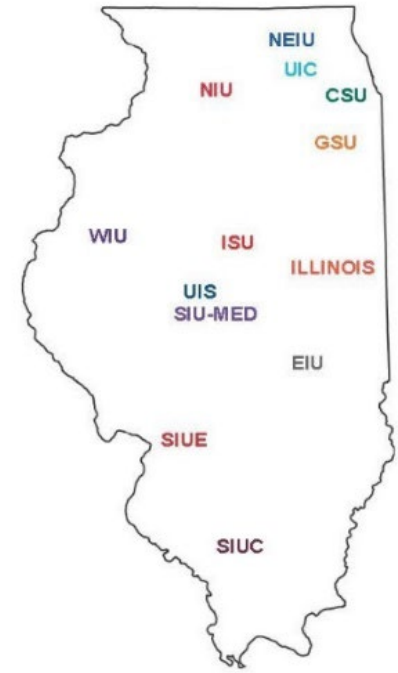 NEIU
UIC
NIU
CSU
GSU
WIU
ISU
ILLINOIS
UIS
SIU-MED
EIU
SIUE
SIUC